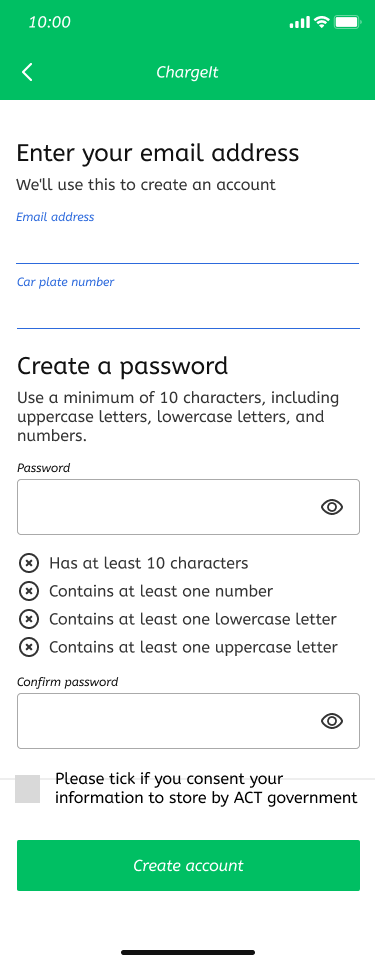 10:00
ChargeIt
Enter your email address
We'll use this to create an account
Email address
Car plate number
Create a password
Use a minimum of 10 characters, including
uppercase letters, lowercase letters, and
numbers.
Password
Has at least 10 characters
Contains at least one number
Contains at least one lowercase letter
Contains at least one uppercase letter
Confirm password
Please tick if you consent your
information to store by ACT government
Create account